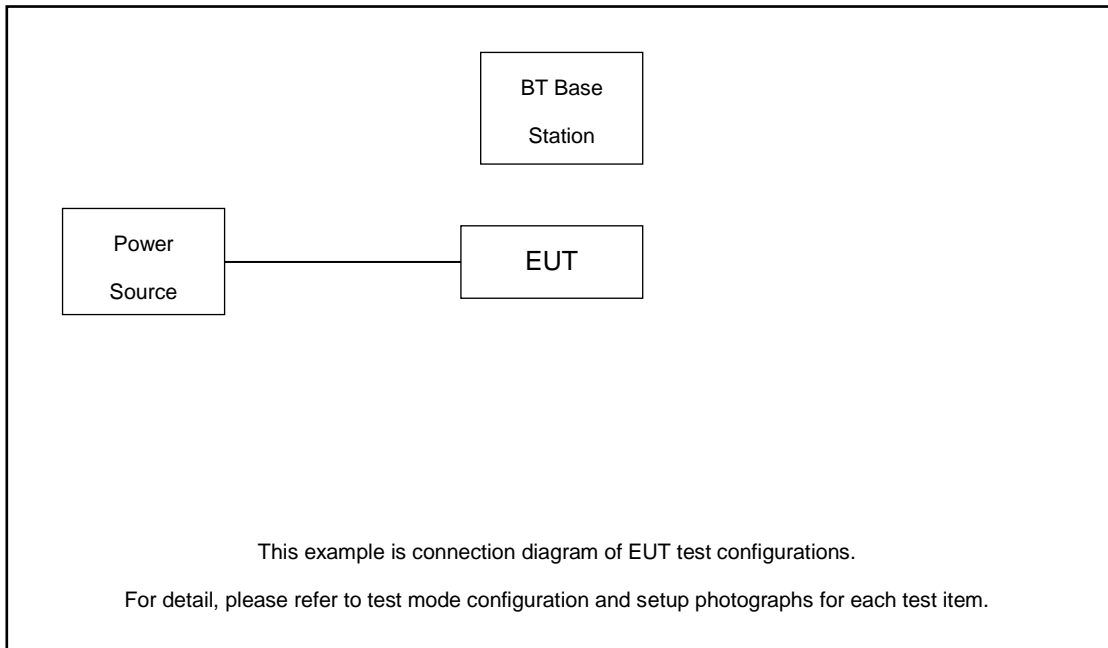 BT Base
Station
Power
Source
EUT
This example is connection diagram of EUT test configurations.
For detail, please refer to test mode configuration and setup photographs for each test item.